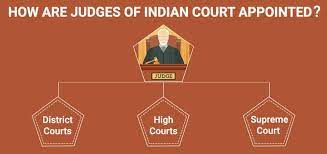 HOW ARE JUDGES OF INDIAN COURT APPOINTED?
JUDGE
District
Courts
High
Courts
Supreme
Court